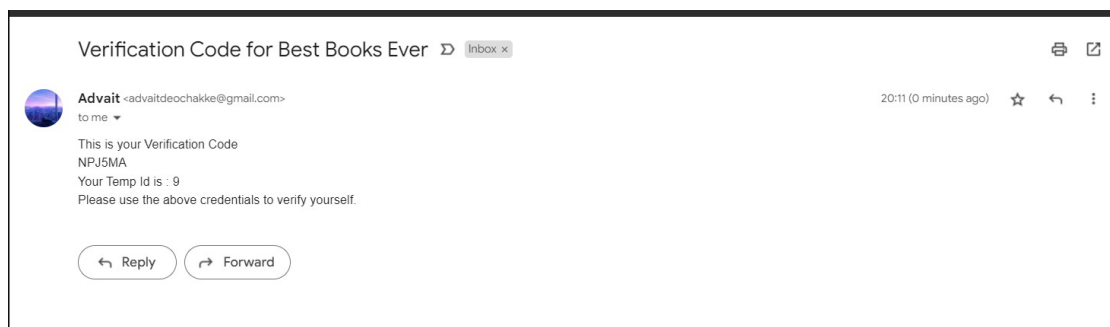 Verification Code for Best Books Ever Inbox ×
Advait <advaitdeochakke@gmail.com> 20:11 (0 minutes ago)
to me
This is your Verification Code
NPJ5MA
Your Temp Id is : 9
Please use the above credentials to verify yourself.
Reply Forward